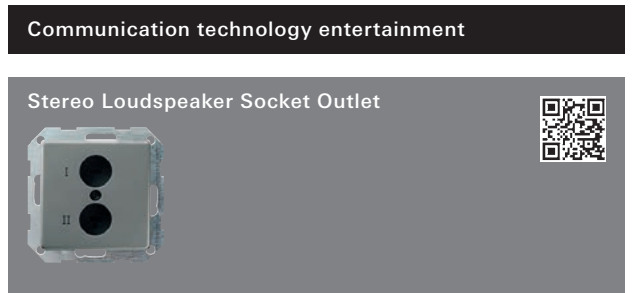 Communication technology entertainment
Stereo Loudspeaker Socket Outlet
I
II